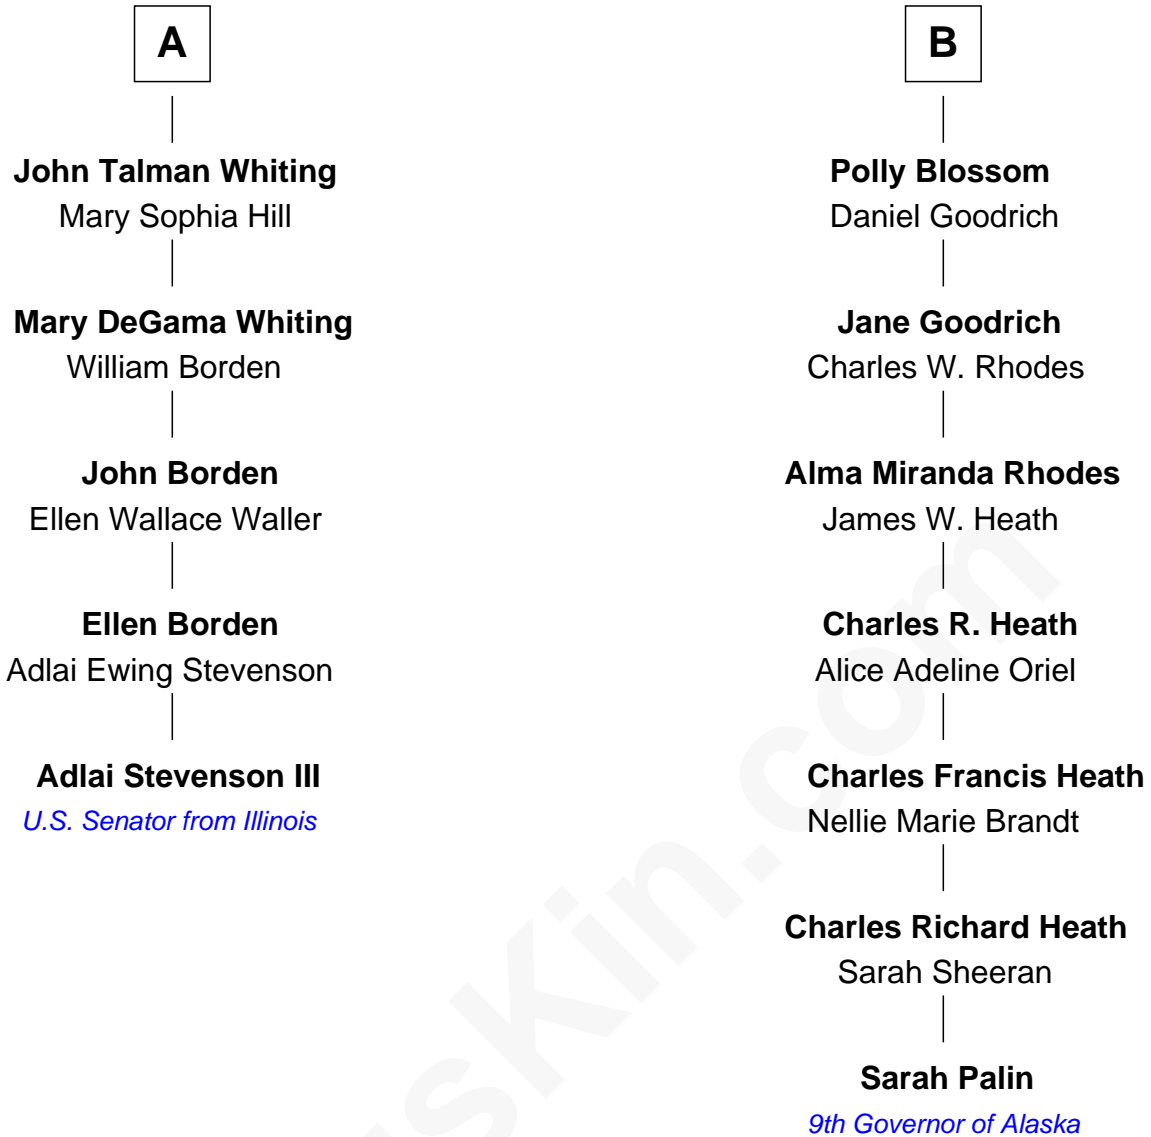 A
John Talman Whiting
Mary Sophia Hill
Mary DeGama Whiting
William Borden
John Borden
Ellen Wallace Waller
Ellen Borden
Adlai Ewing Stevenson
Adlai Stevenson III
U.S. Senator from Illinois
B
Polly Blossom
Daniel Goodrich
Jane Goodrich
Charles W. Rhodes
Alma Miranda Rhodes
James W. Heath
Charles R. Heath
Alice Adeline Oriel
Charles Francis Heath
Nellie Marie Brandt
Charles Richard Heath
Sarah Sheeran
Sarah Palin
9th Governor of Alaska
sKin.com